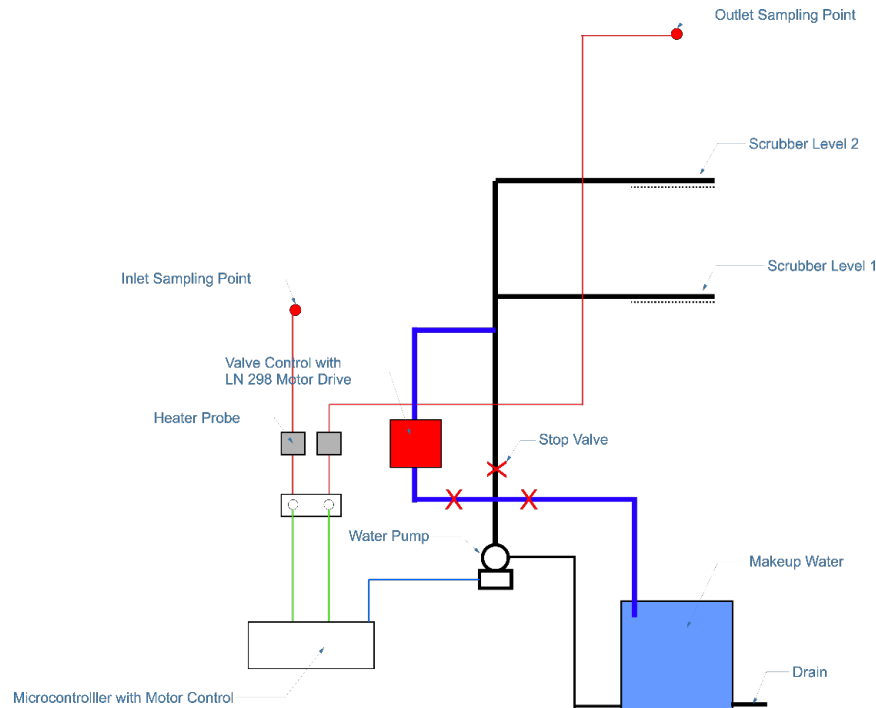 Outlet Sampling Point
Scrubber Level 2
Scrubber Level 1
Inlet Sampling Point
Valve Control with
LN 298 Motor Drive
Heater Probe
Stop Valve
Water Pump
Makeup Water
Drain
Microcontrolller with Motor Control